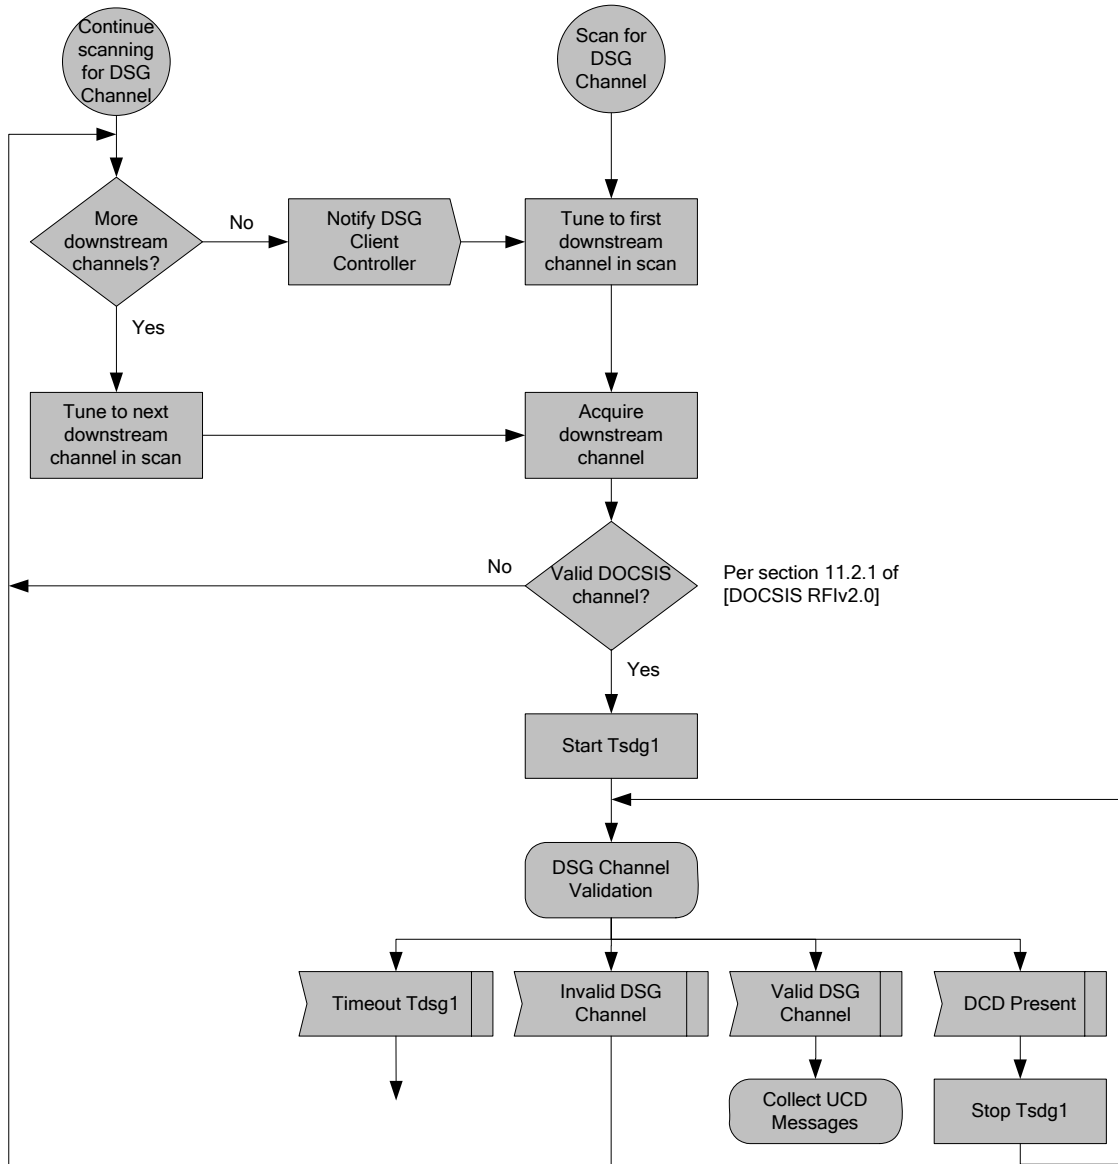 Continue
scanning
for DSG
Channel
Scan for
DSG
Channel
More
downstream
channels?
No
Notify DSG
Client
Controller
Tune to first
downstream
channel in scan
Yes
Tune to next
downstream
channel in scan
Acquire
downstream
channel
No
Valid DOCSIS
channel?
Per section 11.2.1 of
[DOCSIS RFIv2.0]
Yes
Start Tsdg1
DSG Channel
Validation
Timeout Tdsg1
Invalid DSG
Channel
Valid DSG
Channel
DCD Present
Collect UCD
Messages
Stop Tsdg1